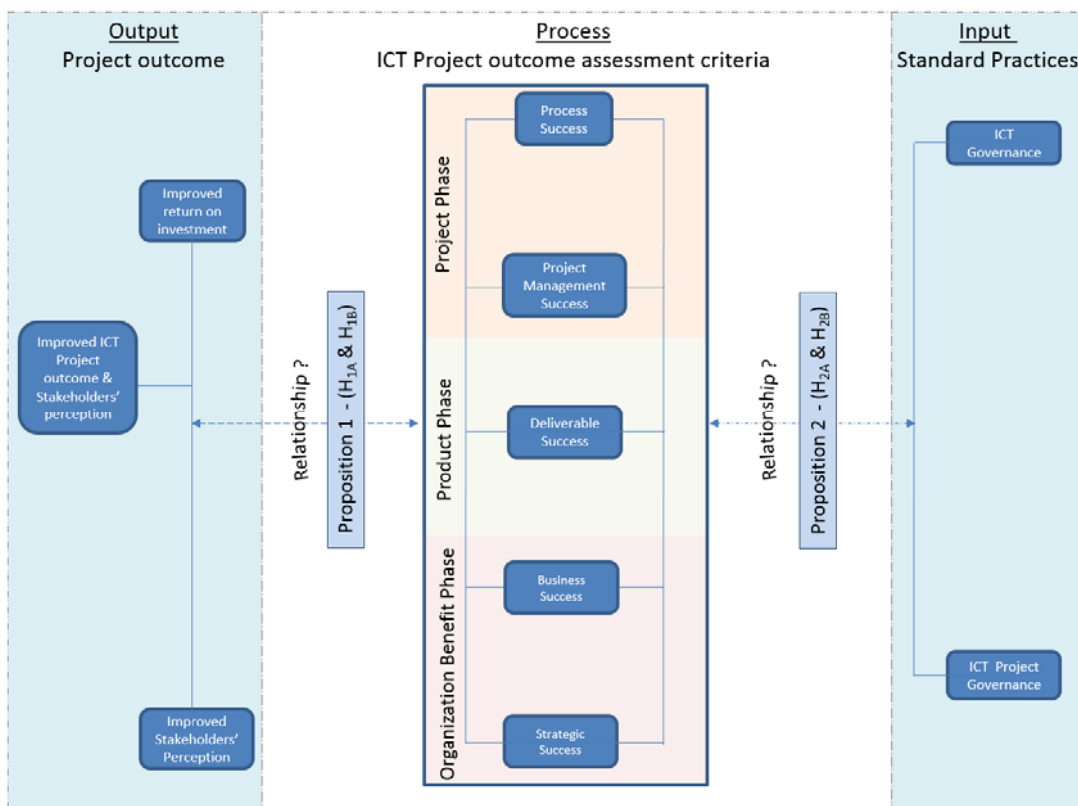 Output
Project outcome
Improved
return on
investment
Improved ICT
Project
outcome &
Stakeholders'
perception
Improved
Stakeholders'
Perception
Relationship ?
Proposition 1 - (H1A & H1B)
Process
ICT Project outcome assessment criteria
Project Phase
Process
Success
Project
Management
Success
Product Phase
Deliverable
Success
Organization Benefit Phase
Business
Success
Strategic
Success
Relationship ?
Proposition 2 - (H2A & H2B)
Input
Standard Practices
ICT
Governance
ICT Project
Governance